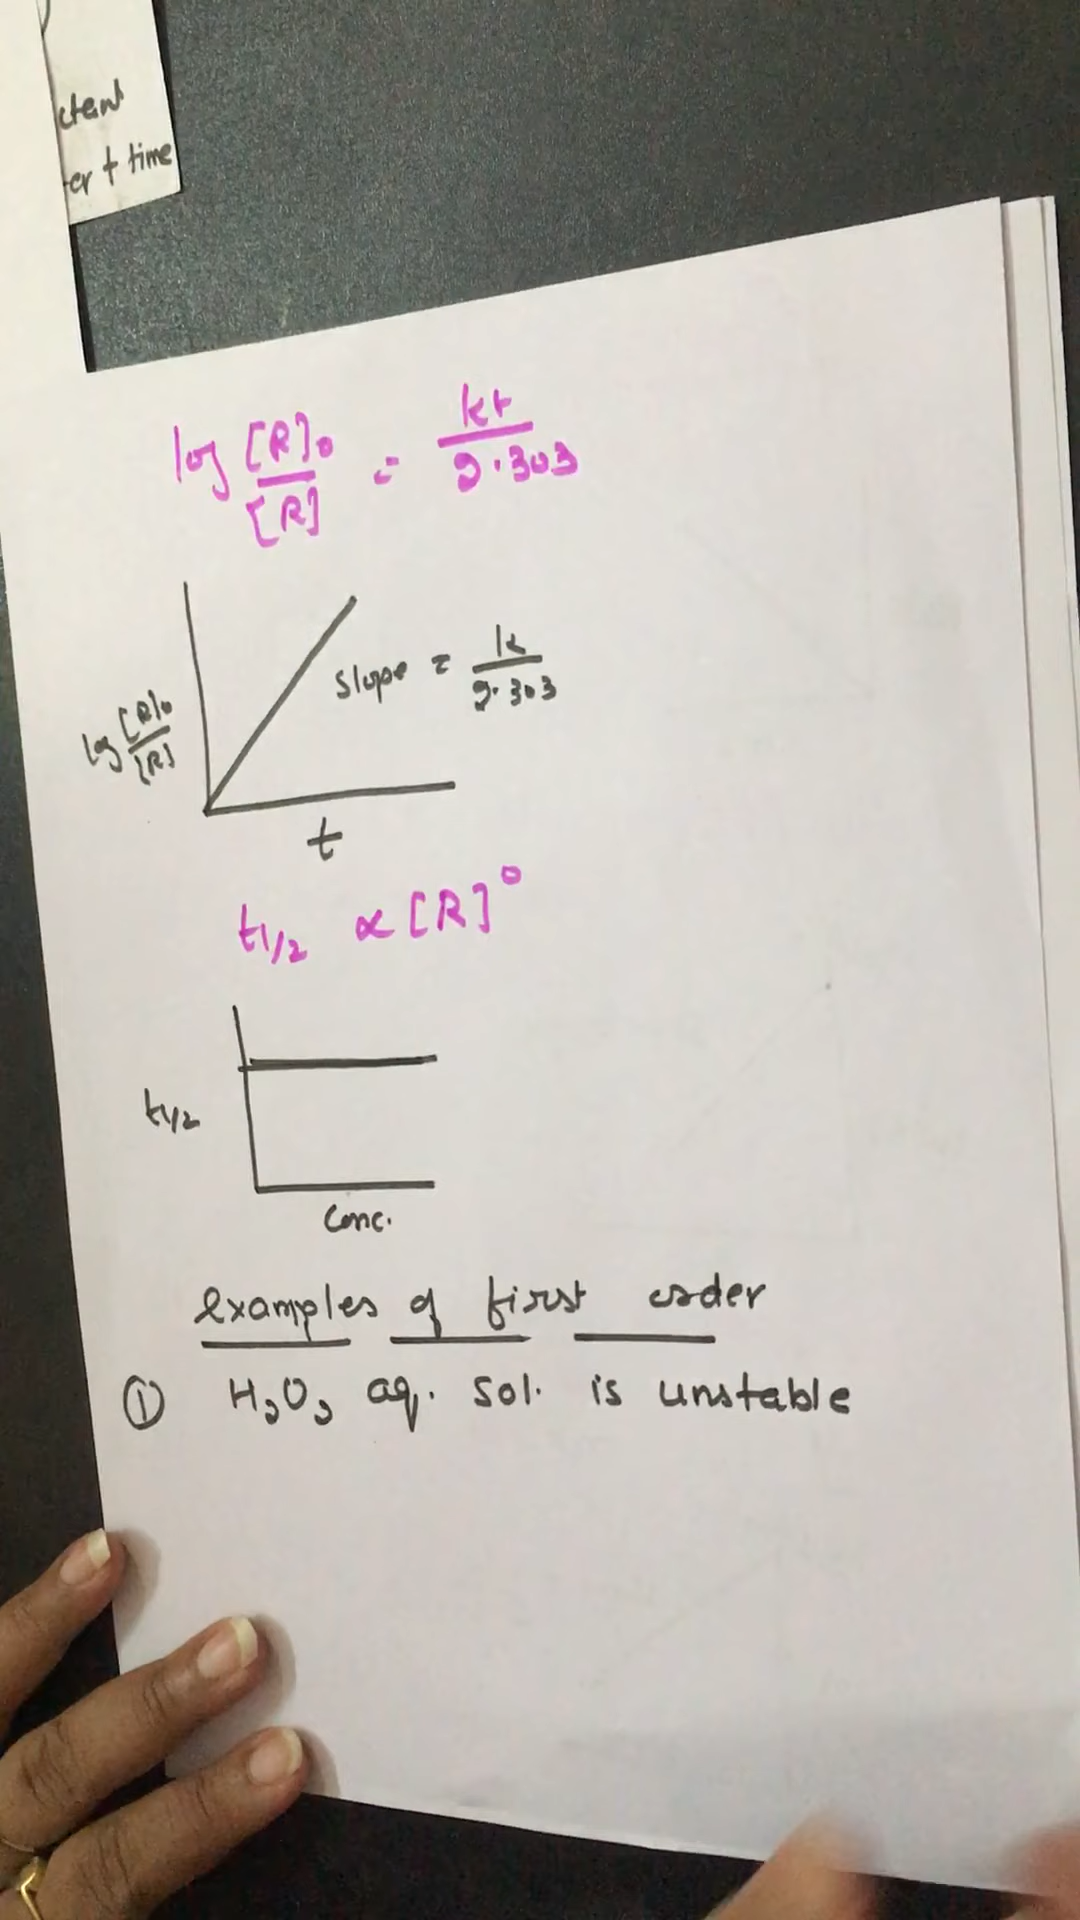 ctant
er t time
log [R]₀/[R] = kt/2.303
slope = k/2.303
log [R]₀/[R]
t
t1/2 ∝ [R]⁰
t1/2
Conc.
examples of first order
① H₂O₂ aq. sol. is unstable